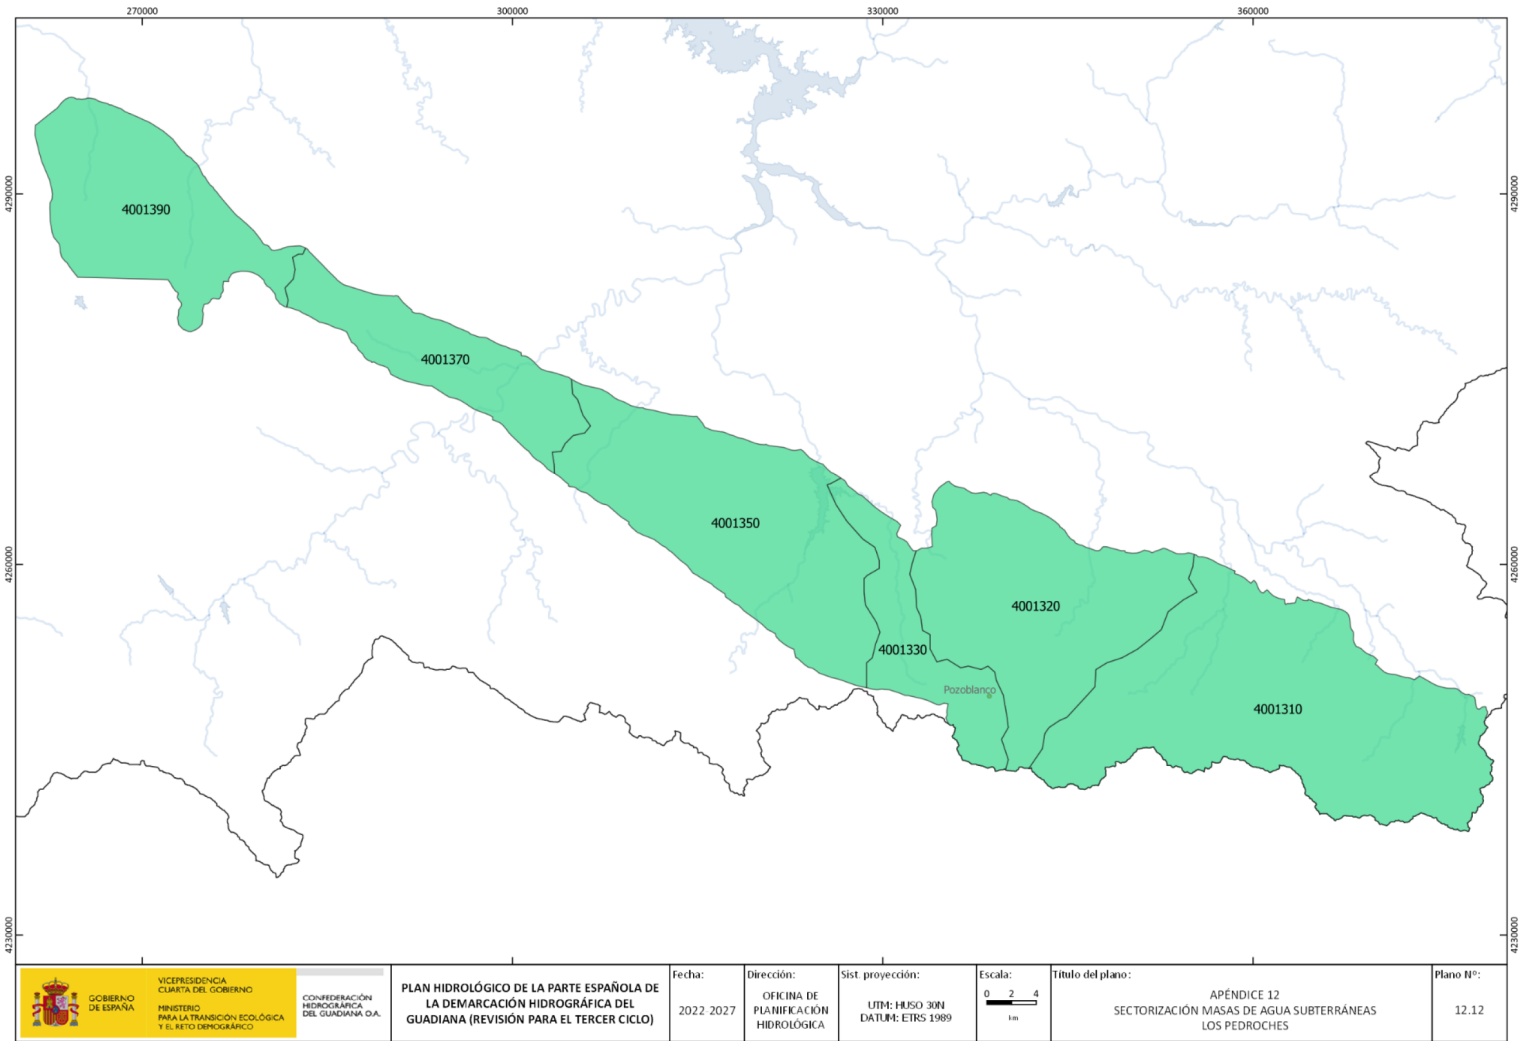 270000
300000
330000
360000
4290000
4290000
4001390
4001370
4001350
4260000
4260000
4001320
4001330
Pozoblanco
4001310
4230000
4230000
GOBIERNO
DE ESPAÑA
VICEPRESIDENCIA
CUARTA DEL GOBIERNO
MINISTERIO
PARA LA TRANSICIÓN ECOLÓGICA
Y EL RETO DEMOGRÁFICO
CONFEDERACIÓN
HIDROGRÁFICA
DEL GUADIANA O.A.
PLAN HIDROLÓGICO DE LA PARTE ESPAÑOLA DE
LA DEMARCACIÓN HIDROGRÁFICA DEL
GUADIANA (REVISIÓN PARA EL TERCER CICLO)
Fecha:
2022-2027
Dirección:
OFICINA DE
PLANIFICACIÓN
HIDROLÓGICA
Sist. proyección:
UTM: HUSO 30N
DATUM: ETRS 1989
Escala:
0 2 4
km
Título del plano:
APÉNDICE 12
SECTORIZACIÓN MASAS DE AGUA SUBTERRÁNEAS
LOS PEDROCHES
Plano Nº:
12.12